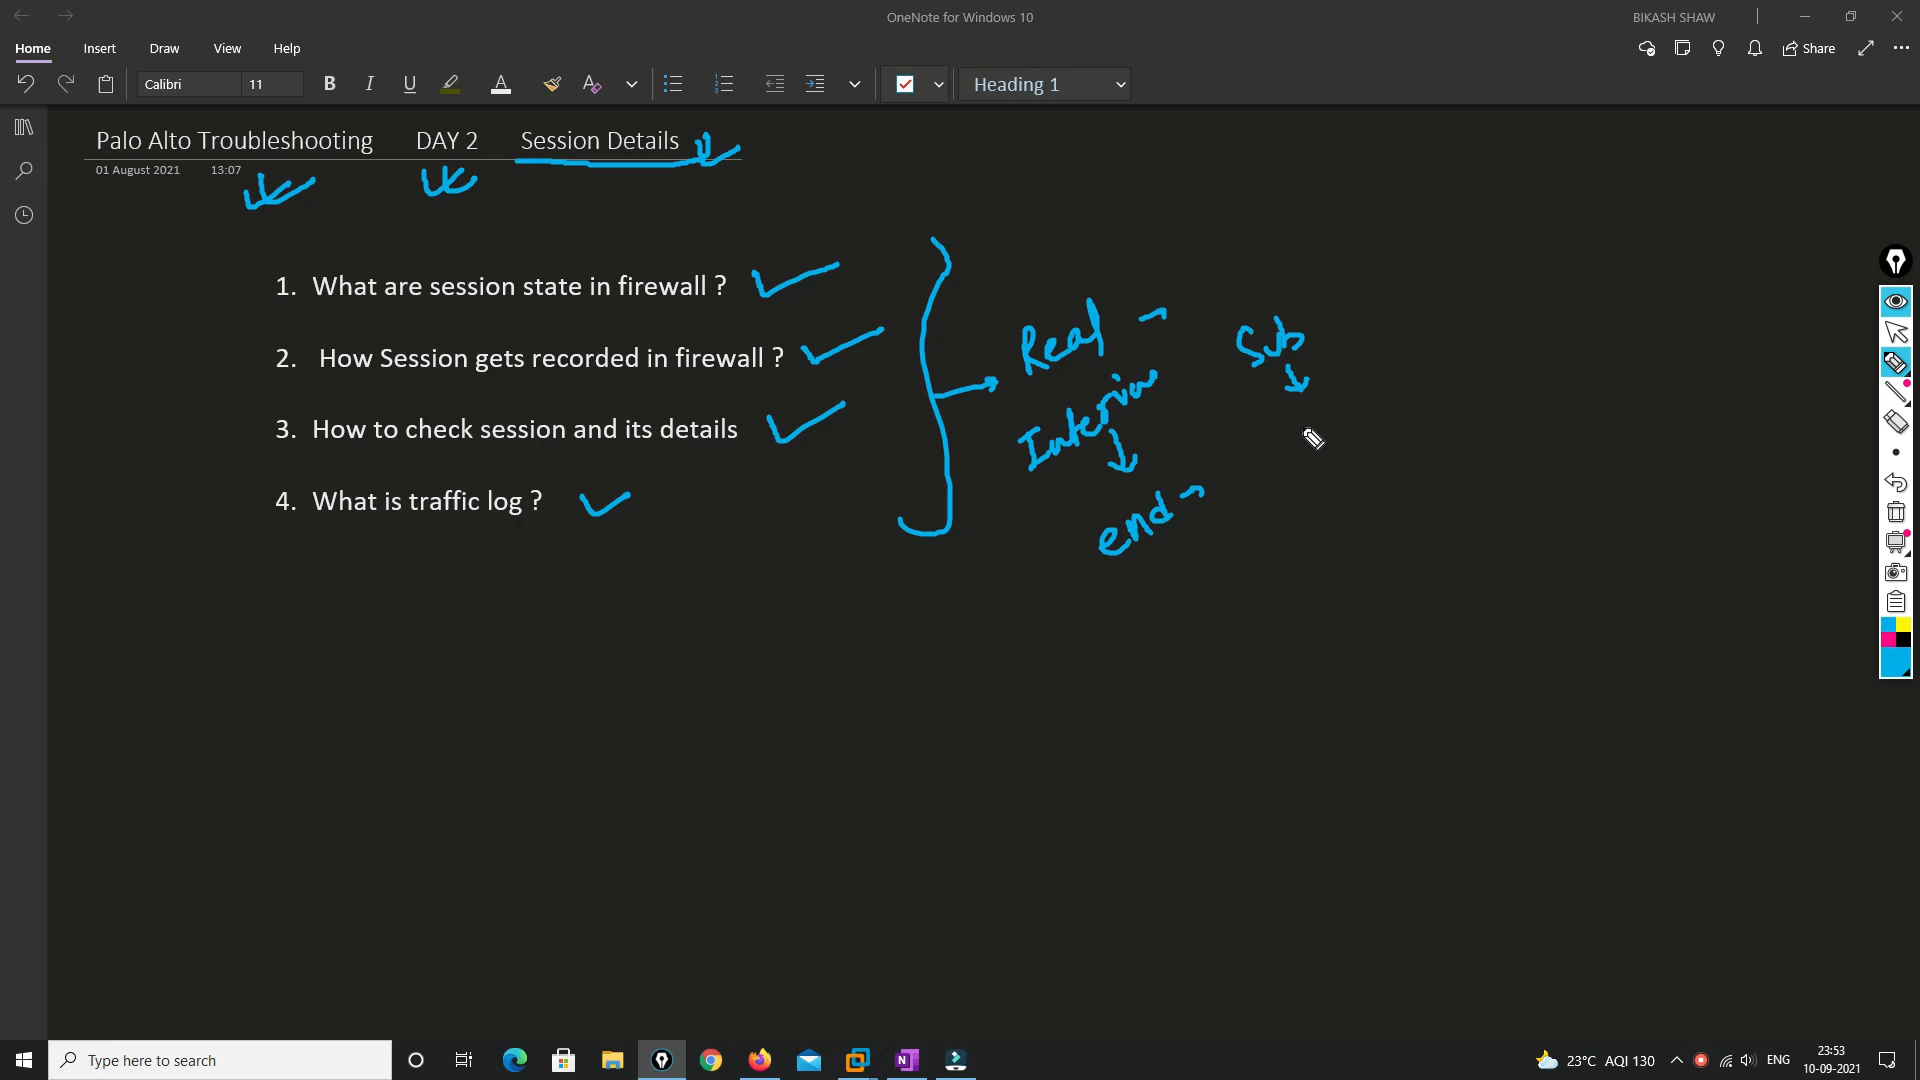 OneNote for Windows 10
BIKASH SHAW
Home Insert Draw View Help
Share
Calibri 11 B I U A A Heading 1
Palo Alto Troubleshooting DAY 2 Session Details
01 August 2021 13:07
1. What are session state in firewall ?
2. How Session gets recorded in firewall ?
3. How to check session and its details
4. What is traffic log ?
Real
Sub
Interview
end
Type here to search
23°C AQI 130 ENG
23:53
10-09-2021